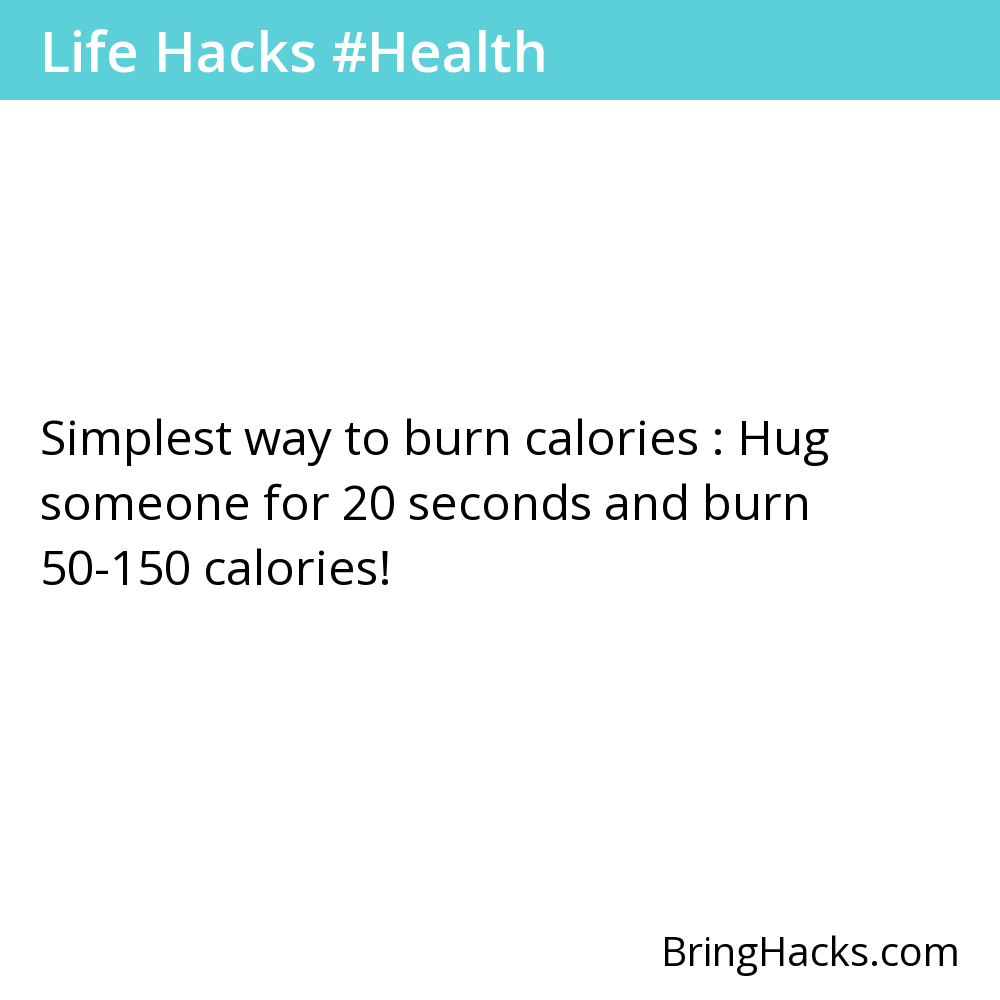 Life Hacks #Health
Simplest way to burn calories : Hug
someone for 20 seconds and burn
50-150 calories!
BringHacks.com